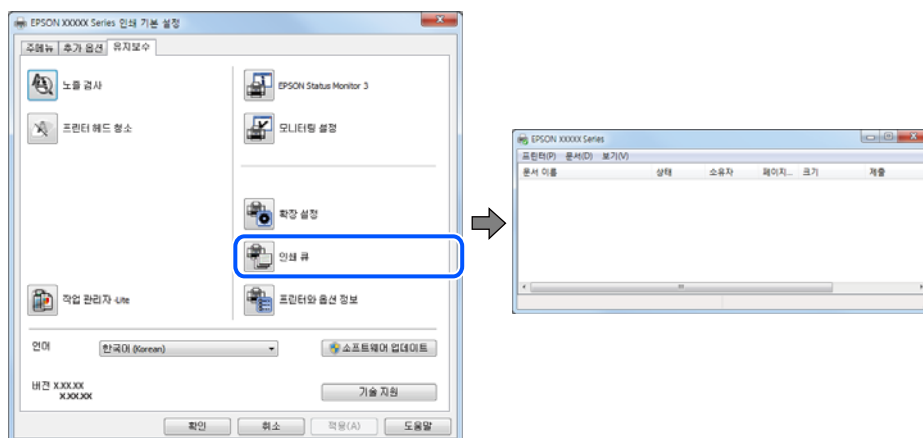 EPSON XXXXX Series 인쇄 기본 설정
주메뉴 추가 옵션 유지보수
노즐 검사
EPSON Status Monitor 3
프린터 헤드 청소
모니터링 설정
확장 설정
인쇄 큐
작업 관리자 -Lite
프린터와 옵션 정보
언어 한국어 (Korean) 소프트웨어 업데이트
버전 X.XX.XX
X.XX.XX
기술 지원
확인 취소 적용(A) 도움말
EPSON XXXXX Series
프린터(P) 문서(D) 보기(V)
문서 이름 상태 소유자 페이지... 크기 제출